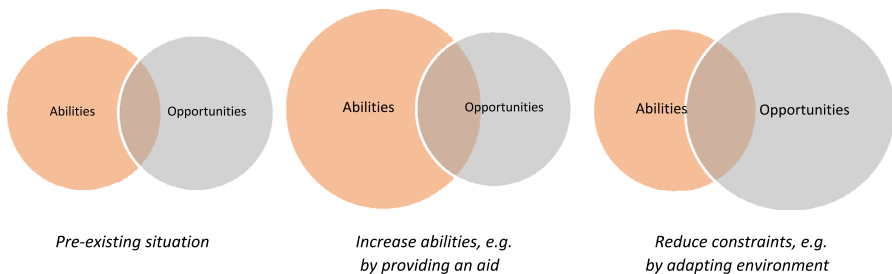 Abilities
Opportunities
Abilities
Opportunities
Abilities
Opportunities
Pre-existing situation
Increase abilities, e.g.
by providing an aid
Reduce constraints, e.g.
by adapting environment